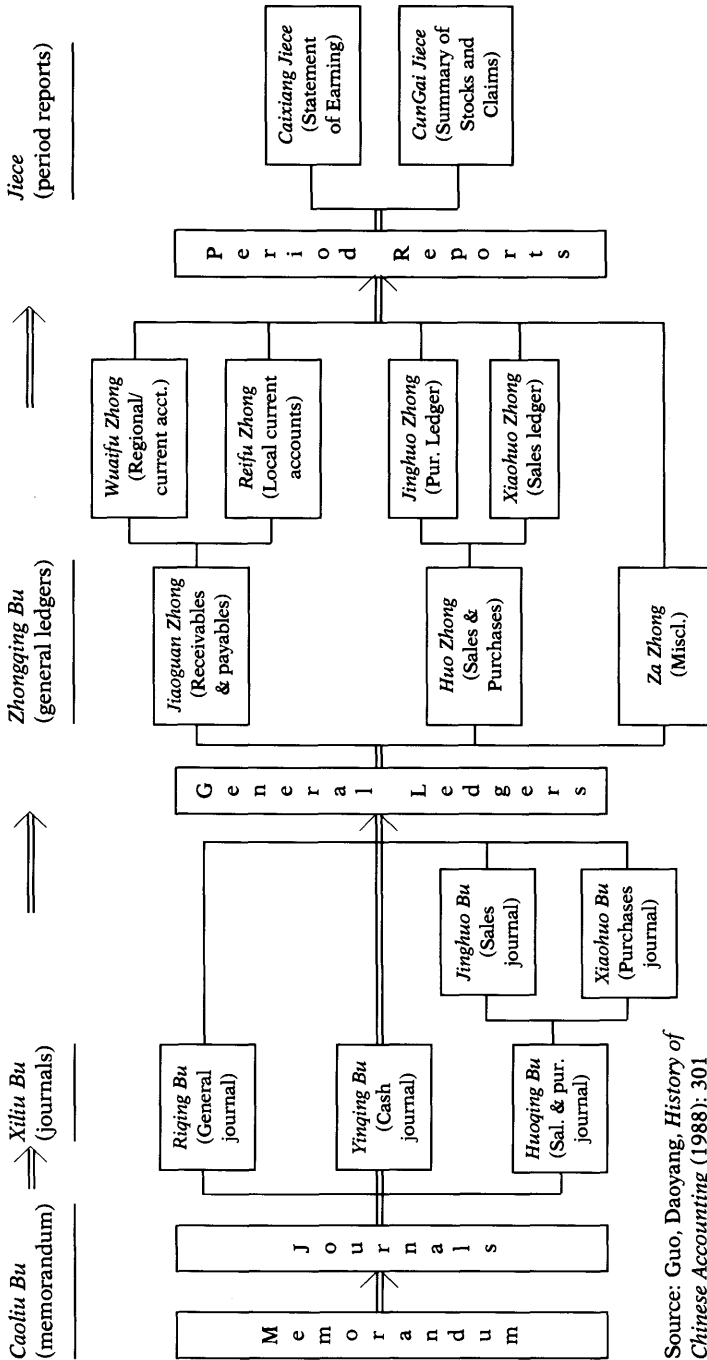 Caoliu Bu
(memorandum)
Xiliu Bu
(journals)
Zhongqing Bu
(general ledgers)
Jiece
(period reports)
Memorandum
Journals
Riqing Bu
(General
journal)
Yinqing Bu
(Cash
journal)
Huoqing Bu
(Sal. & pur.
journal)
Jinghuo Bu
(Sales
journal)
Xiaohuo Bu
(Purchases
journal)
General Ledgers
Jiaoguan Zhong
(Receivables
& payables)
Huo Zhong
(Sales &
Purchases)
Za Zhong
(Miscl.)
Wuaifu Zhong
(Regional/
current acct.)
Reifu Zhong
(Local current
accounts)
Jinghuo Zhong
(Pur. Ledger)
Xiaohuo Zhong
(Sales ledger)
Period Reports
Caixiang Jiece
(Statement
of Earning)
CunGai Jiece
(Summary of
Stocks and
Claims)
Source: Guo, Daoyang, History of
Chinese Accounting (1988): 301